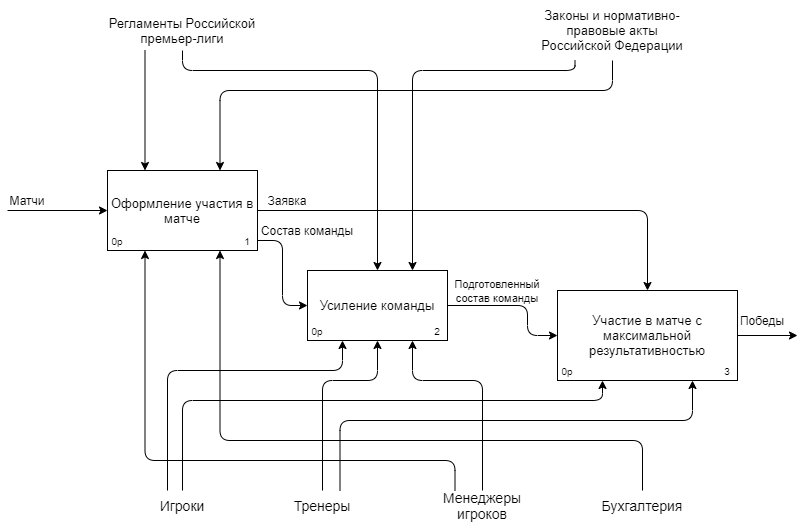 Регламенты Российской
премьер-лиги
Законы и нормативно-
правовые акты
Российской Федерации
Матчи
Оформление участия в
матче
0р
1
Заявка
Состав команды
Усиление команды
0р
2
Подготовленный
состав команды
Участие в матче с
максимальной
результативностью
0р
3
Победы
Игроки
Тренеры
Менеджеры
игроков
Бухгалтерия